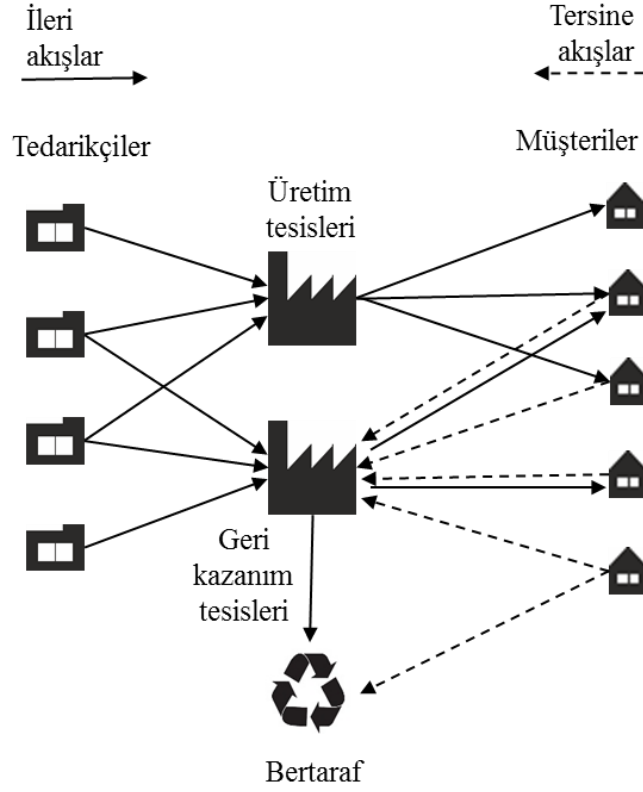 İleri
akışlar
Tersine
akışlar
Tedarikçiler
Müşteriler
Üretim
tesisleri
Geri
kazanım
tesisleri
Bertaraf